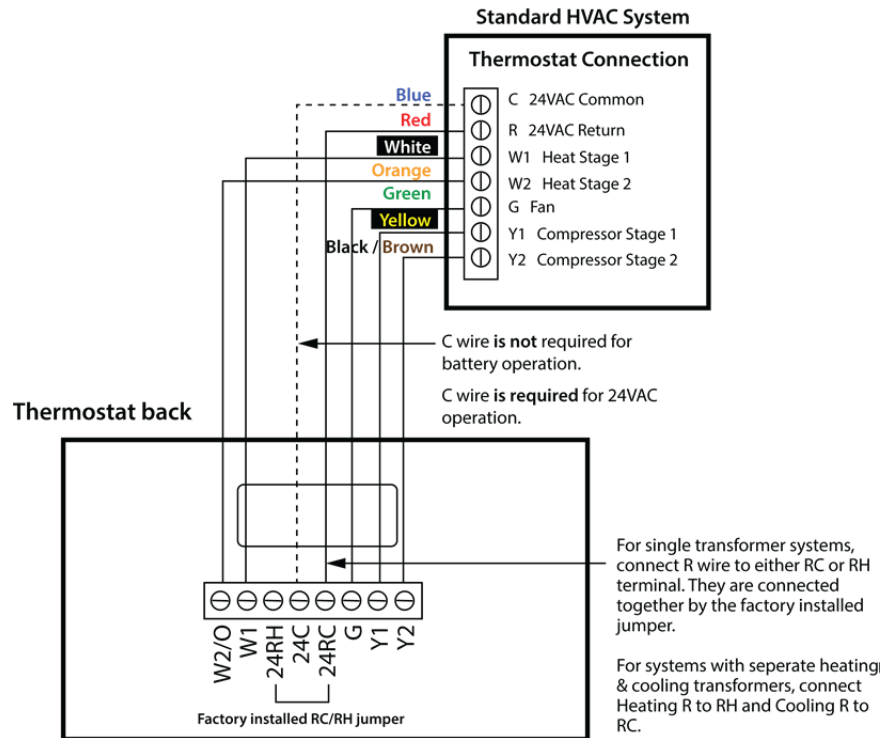 Standard HVAC System
Thermostat Connection
Blue
C 24VAC Common
Red
R 24VAC Return
White
W1 Heat Stage 1
Orange
W2 Heat Stage 2
Green
G Fan
Yellow
Y1 Compressor Stage 1
Black / Brown
Y2 Compressor Stage 2
C wire is not required for
battery operation.
C wire is required for 24VAC
operation.
Thermostat back
For single transformer systems,
connect R wire to either RC or RH
terminal. They are connected
together by the factory installed
jumper.
For systems with seperate heating
& cooling transformers, connect
Heating R to RH and Cooling R to
RC.
W2/O
W1
24RH
24C
24RC
G
Y1
Y2
Factory installed RC/RH jumper